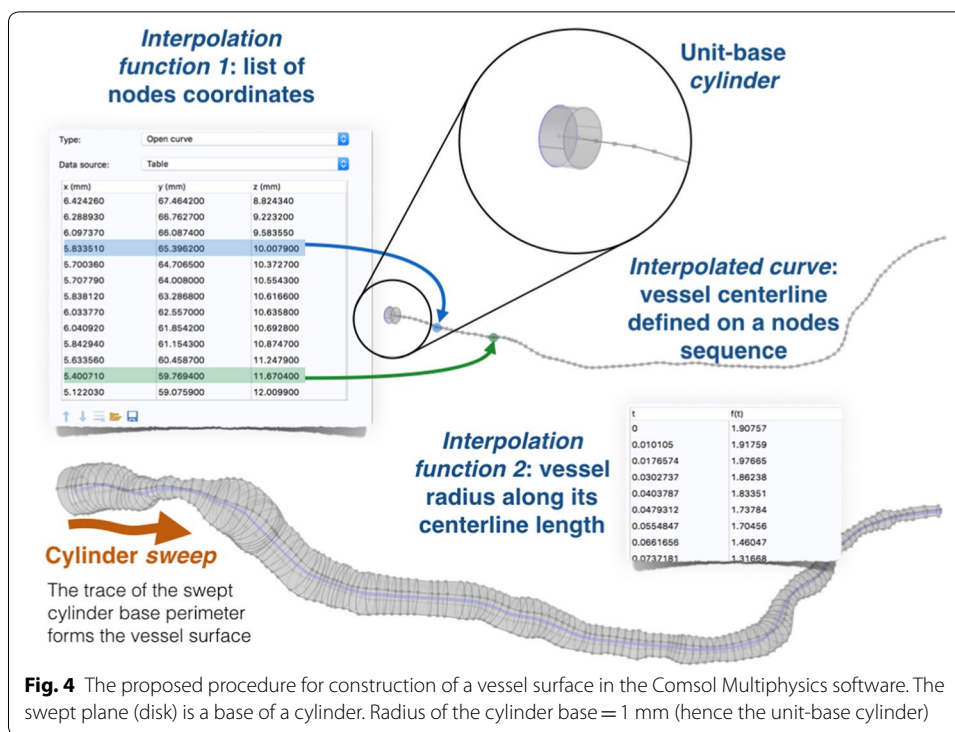 Interpolation
function 1: list of
nodes coordinates
Unit-base
cylinder
Type: Open curve
Data source: Table
x (mm) y (mm) z (mm)
6.424260 67.464200 8.824340
6.288930 66.762700 9.223200
6.097370 66.087400 9.583550
5.833510 65.396200 10.007900
5.700360 64.706500 10.372700
5.707790 64.008000 10.554300
5.838120 63.286800 10.616600
6.033770 62.557000 10.635800
6.040920 61.854200 10.692800
5.842940 61.154300 10.874700
5.633560 60.458700 11.247900
5.400710 59.769400 11.670400
5.122030 59.075900 12.009900
Interpolated curve:
vessel centerline
defined on a nodes
sequence
Interpolation
function 2: vessel
radius along its
centerline length
t f(t)
0 1.90757
0.010105 1.91759
0.0176574 1.97665
0.0302737 1.86238
0.0403787 1.83351
0.0479312 1.73784
0.0554847 1.70456
0.0661656 1.46047
0.0737181 1.31668
Cylinder sweep
The trace of the swept
cylinder base perimeter
forms the vessel surface
Fig. 4 The proposed procedure for construction of a vessel surface in the Comsol Multiphysics software. The
swept plane (disk) is a base of a cylinder. Radius of the cylinder base = 1 mm (hence the unit-base cylinder)